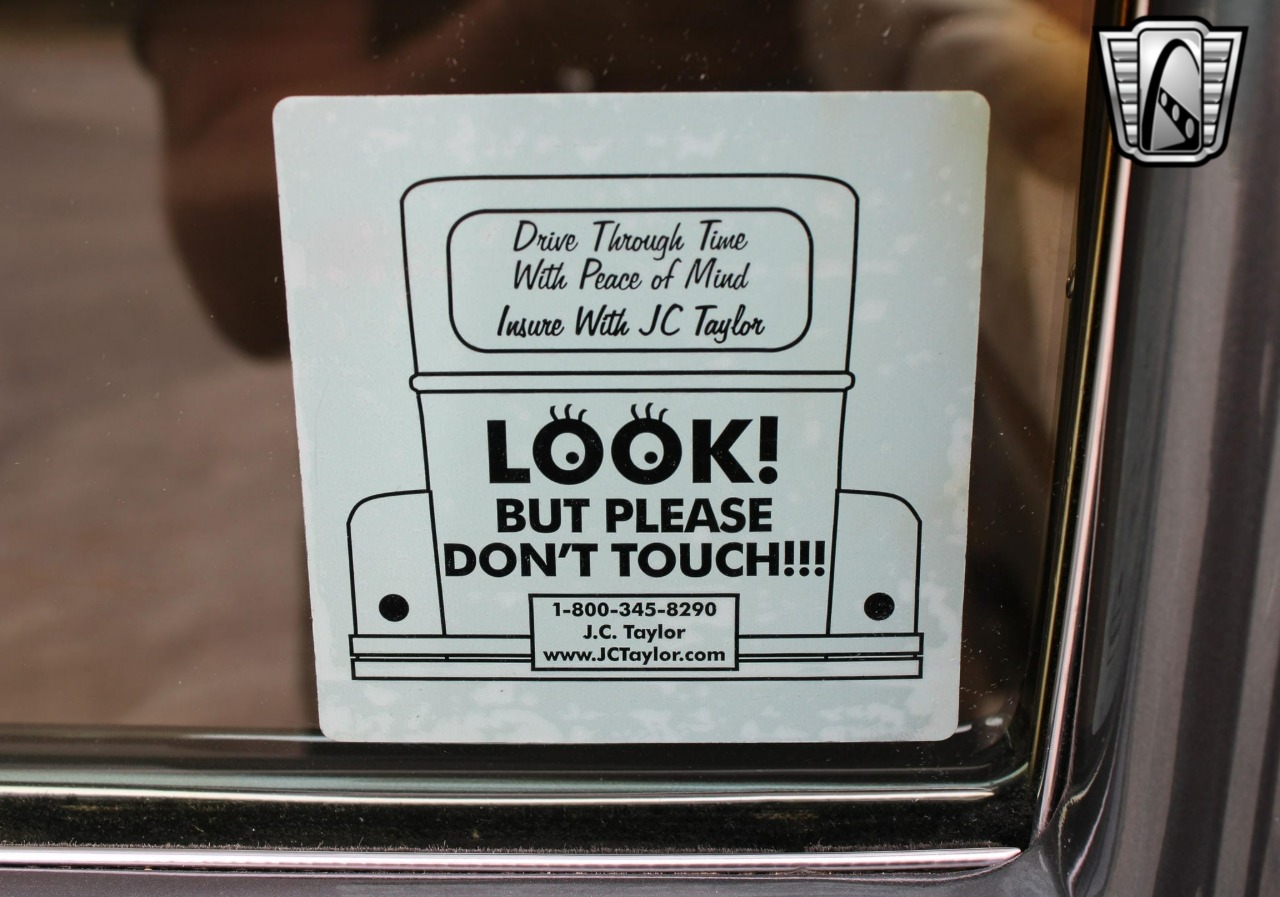 Drive Through Time
With Peace of Mind
Insure With JC Taylor
LOOK!
BUT PLEASE
DON'T TOUCH!!!
1-800-345-8290
J.C. Taylor
www.JCTaylor.com